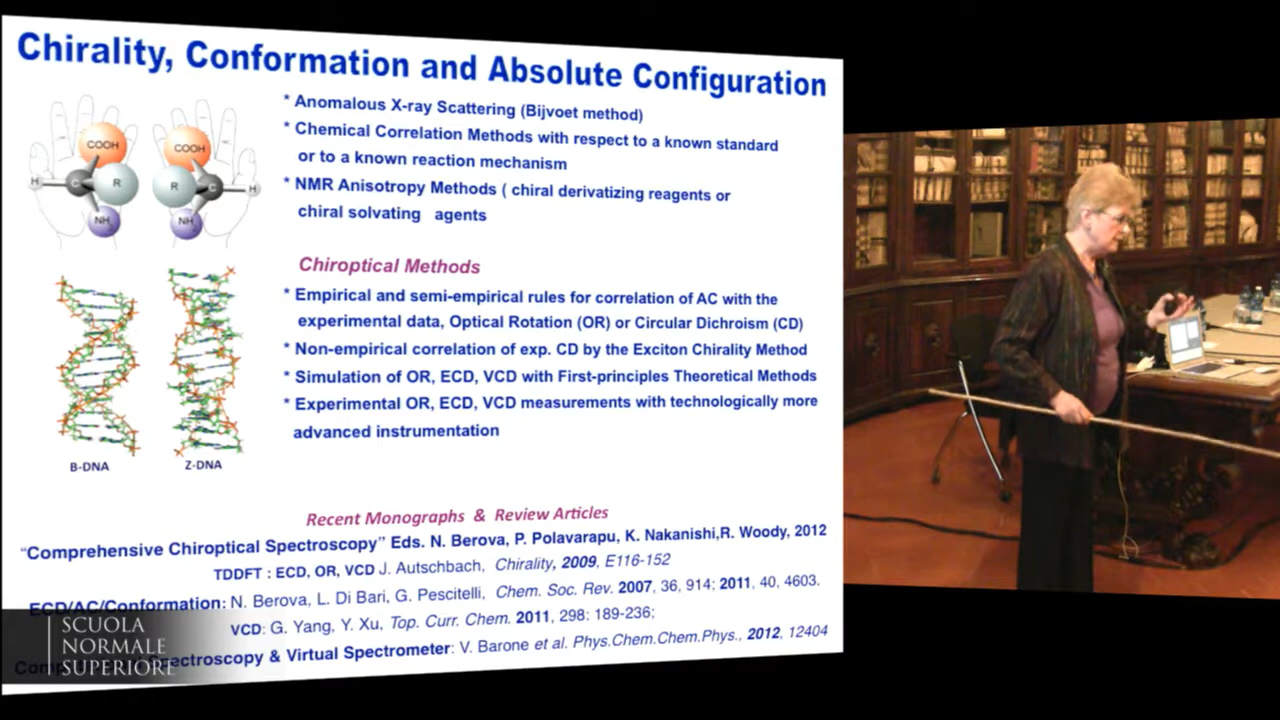 Chirality, Conformation and Absolute Configuration
* Anomalous X-ray Scattering (Bijvoet method)
* Chemical Correlation Methods with respect to a known standard
or to a known reaction mechanism
* NMR Anisotropy Methods ( chiral derivatizing reagents or
chiral solvating agents
COOH
COOH
H
C
R
R
C
H
NH2
NH2
Chiroptical Methods
* Empirical and semi-empirical rules for correlation of AC with the
experimental data, Optical Rotation (OR) or Circular Dichroism (CD)
* Non-empirical correlation of exp. CD by the Exciton Chirality Method
* Simulation of OR, ECD, VCD with First-principles Theoretical Methods
* Experimental OR, ECD, VCD measurements with technologically more
advanced instrumentation
B-DNA
Z-DNA
Recent Monographs & Review Articles
“Comprehensive Chiroptical Spectroscopy” Eds. N. Berova, P. Polavarapu, K. Nakanishi,R. Woody, 2012
TDDFT : ECD, OR, VCD J. Autschbach, Chirality, 2009, E116-152
ECD/AC/Conformation: N. Berova, L. Di Bari, G. Pescitelli, Chem. Soc. Rev. 2007, 36, 914; 2011, 40, 4603.
VCD: G. Yang, Y. Xu, Top. Curr. Chem. 2011, 298: 189-236;
Spectroscopy & Virtual Spectrometer: V. Barone et al. Phys.Chem.Chem.Phys., 2012, 12404
SCUOLA
NORMALE
SUPERIORE